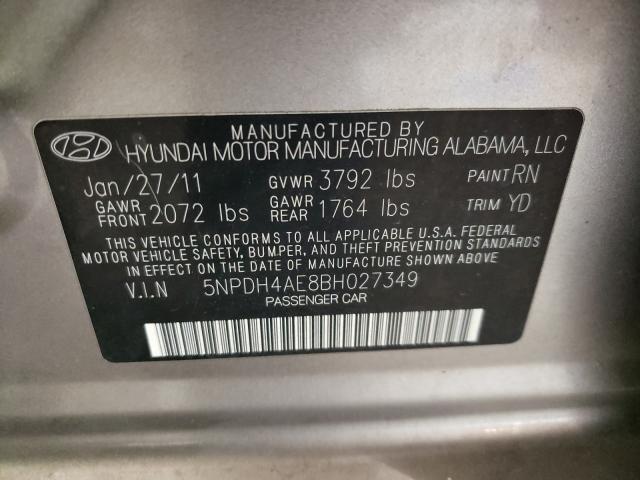 MANUFACTURED BY
HYUNDAI MOTOR MANUFACTURING ALABAMA, LLC
Jan/27/11 GVWR 3792 lbs PAINT RN
GAWR FRONT 2072 lbs GAWR REAR 1764 lbs TRIM YD
THIS VEHICLE CONFORMS TO ALL APPLICABLE U.S.A. FEDERAL
MOTOR VEHICLE SAFETY, BUMPER, AND THEFT PREVENTION STANDARDS
IN EFFECT ON THE DATE OF MANUFACTURE SHOWN ABOVE
V.I.N 5NPDH4AE8BH027349
PASSENGER CAR